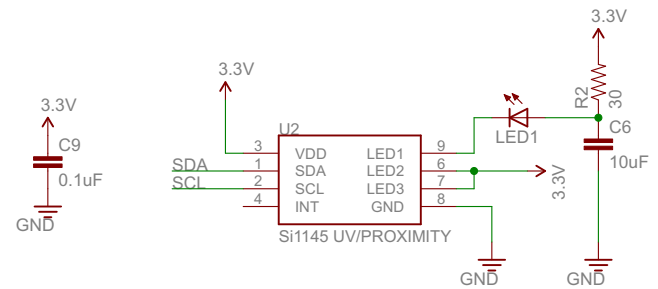 3.3V
3.3V
R2
30
3.3V
C9
0.1uF
GND
U2
LED1
C6
10uF
SDA
SCL
3
1
2
4
VDD
SDA
SCL
INT
LED1
LED2
LED3
GND
9
6
7
8
3.3V
Si1145 UV/PROXIMITY
GND
GND